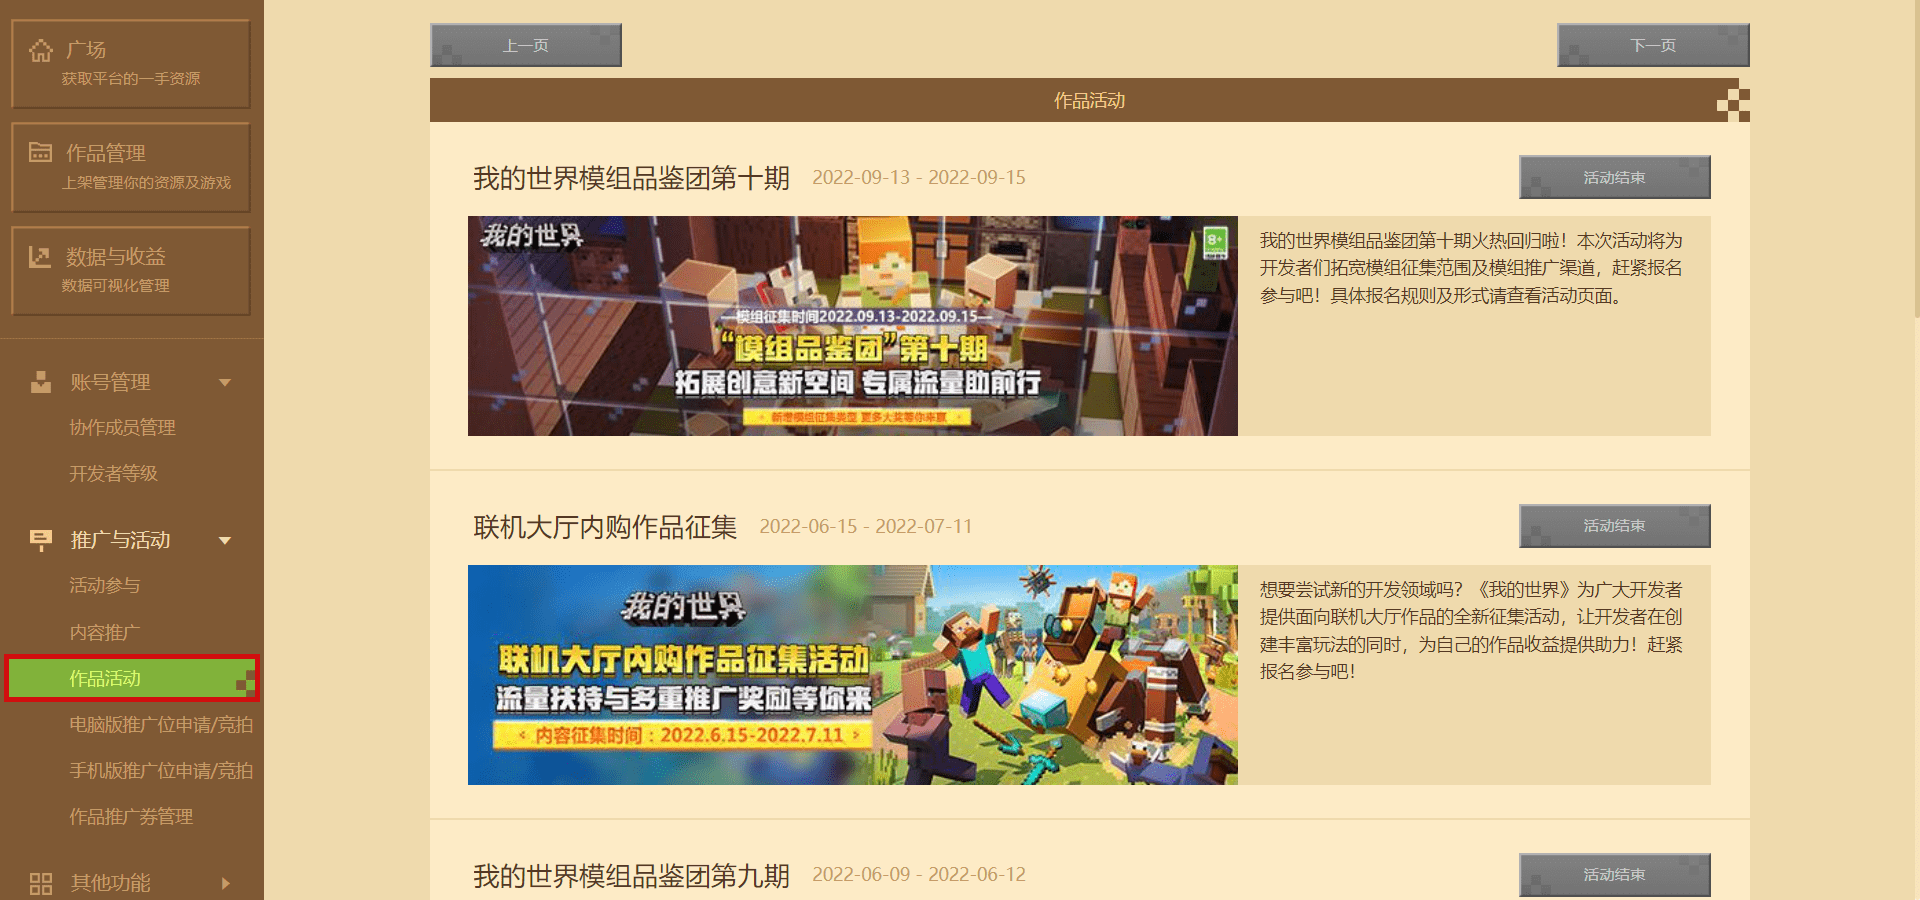 广场
获取平台的一手资源
作品管理
上架管理你的资源及游戏
数据与收益
数据可视化管理
账号管理
协作成员管理
开发者等级
推广与活动
活动参与
内容推广
作品活动
电脑版推广位申请/竞拍
手机版推广位申请/竞拍
作品推广券管理
其他功能
上一页
下一页
作品活动
我的世界模组品鉴团第十期 2022-09-13 - 2022-09-15
活动结束
我的世界
8+
—模组征集时间2022.09.13-2022.09.15—
“模组品鉴团”第十期
拓展创意新空间 专属流量助前行
新增模组征集类型 更多大奖等你来赢
我的世界模组品鉴团第十期火热回归啦！本次活动将为
开发者们拓宽模组征集范围及模组推广渠道，赶紧报名
参与吧！具体报名规则及形式请查看活动页面。
联机大厅内购作品征集 2022-06-15 - 2022-07-11
活动结束
我的世界
联机大厅内购作品征集活动
流量扶持与多重推广奖励等你来
内容征集时间：2022.6.15-2022.7.11
想要尝试新的开发领域吗？《我的世界》为广大开发者
提供面向联机大厅作品的全新征集活动，让开发者在创
建丰富玩法的同时，为自己的作品收益提供助力！赶紧
报名参与吧！
我的世界模组品鉴团第九期 2022-06-09 - 2022-06-12
活动结束